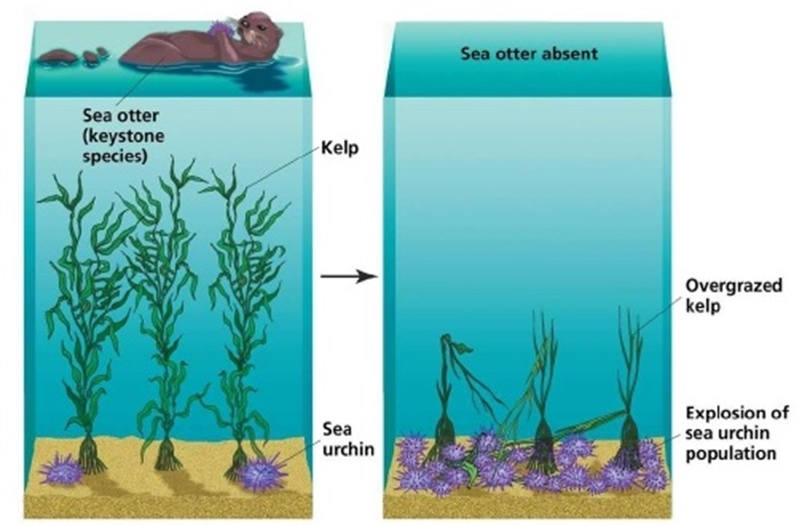 Sea otter
(keystone
species)
Kelp
Sea
urchin
Sea otter absent
Overgrazed
kelp
Explosion of
sea urchin
population